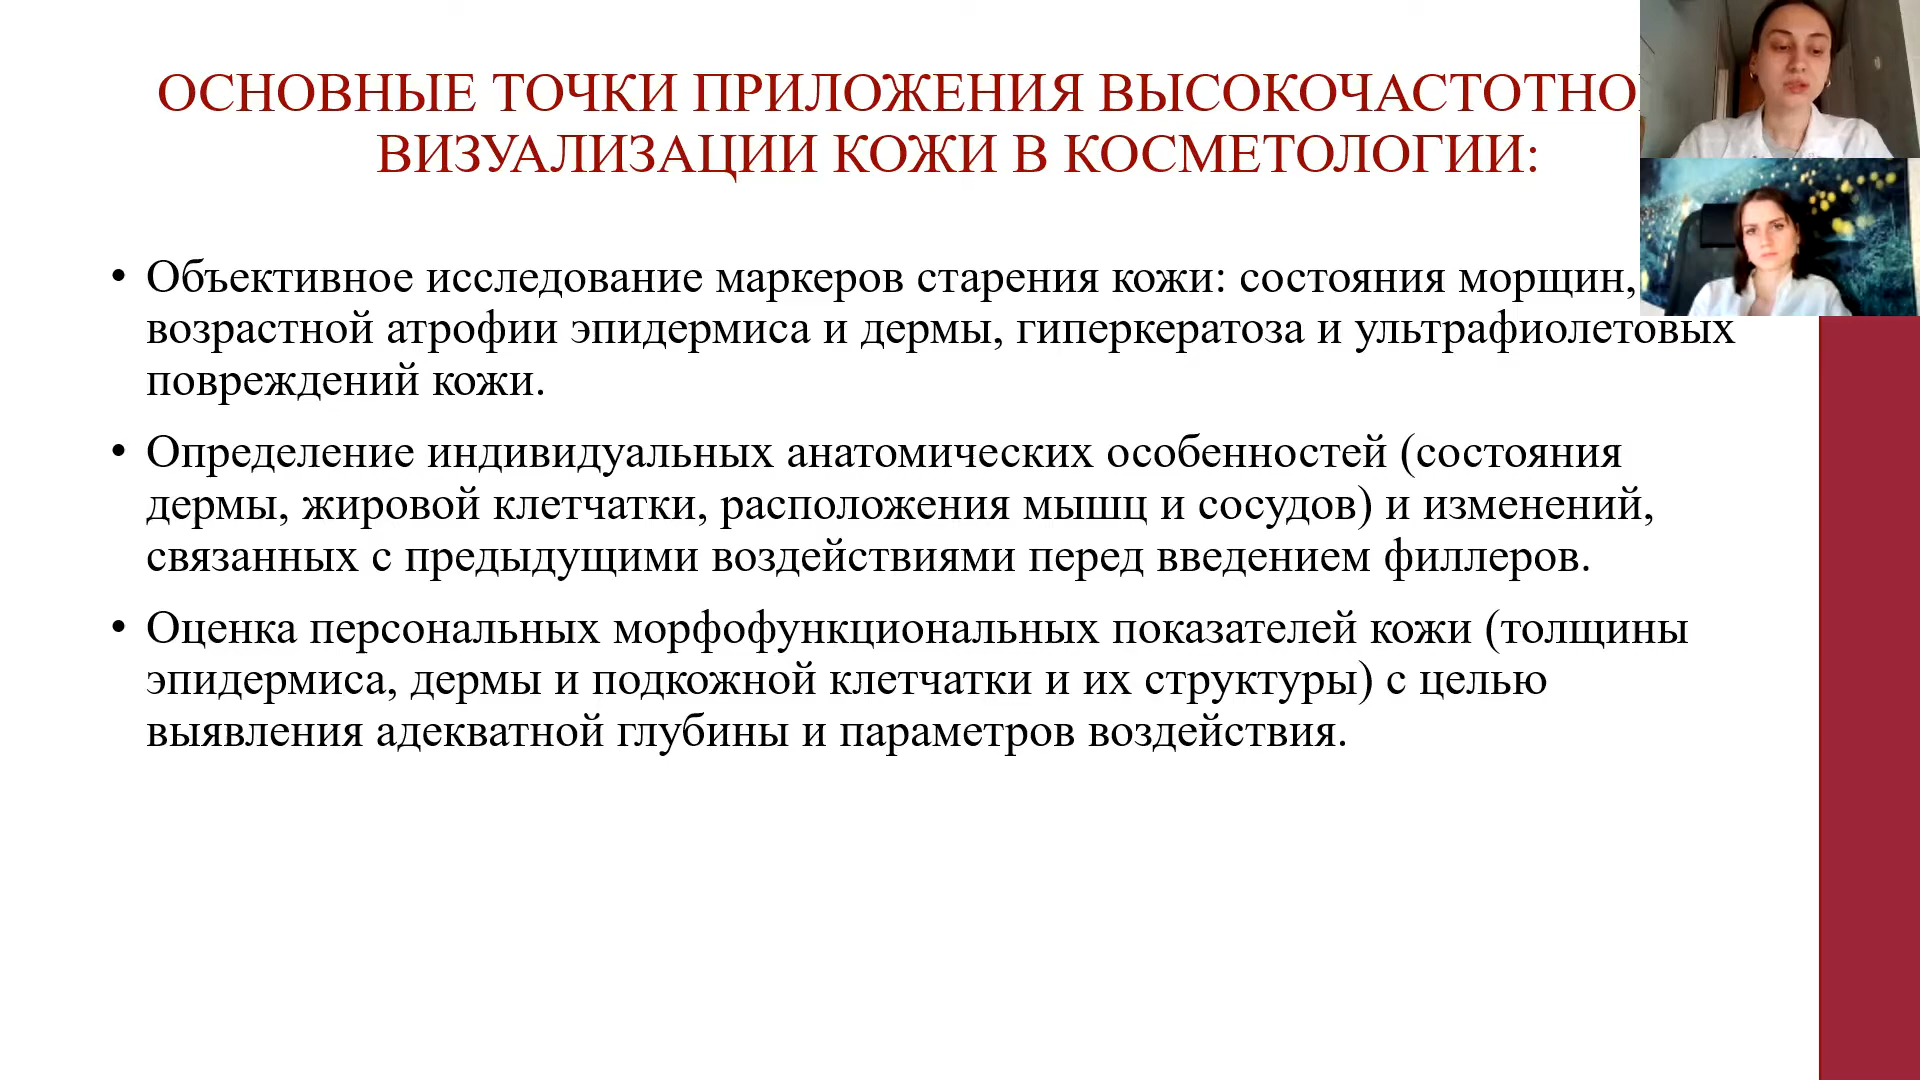 ОСНОВНЫЕ ТОЧКИ ПРИЛОЖЕНИЯ
ВИЗУАЛИЗАЦИИ КОЖИ В КОСМЕТОЛОГИИ:
• Объективное исследование маркеров старения кожи: состояния морщин,
возрастной атрофии эпидермиса и дермы, гиперкератоза и ультрафиолетовых
повреждений кожи.
• Определение индивидуальных анатомических особенностей (состояния
дермы, жировой клетчатки, расположения мышц и сосудов) и изменений,
связанных с предыдущими воздействиями перед введением филлеров.
• Оценка персональных морфофункциональных показателей кожи (толщины
эпидермиса, дермы и подкожной клетчатки и их структуры) с целью
выявления адекватной глубины и параметров воздействия.